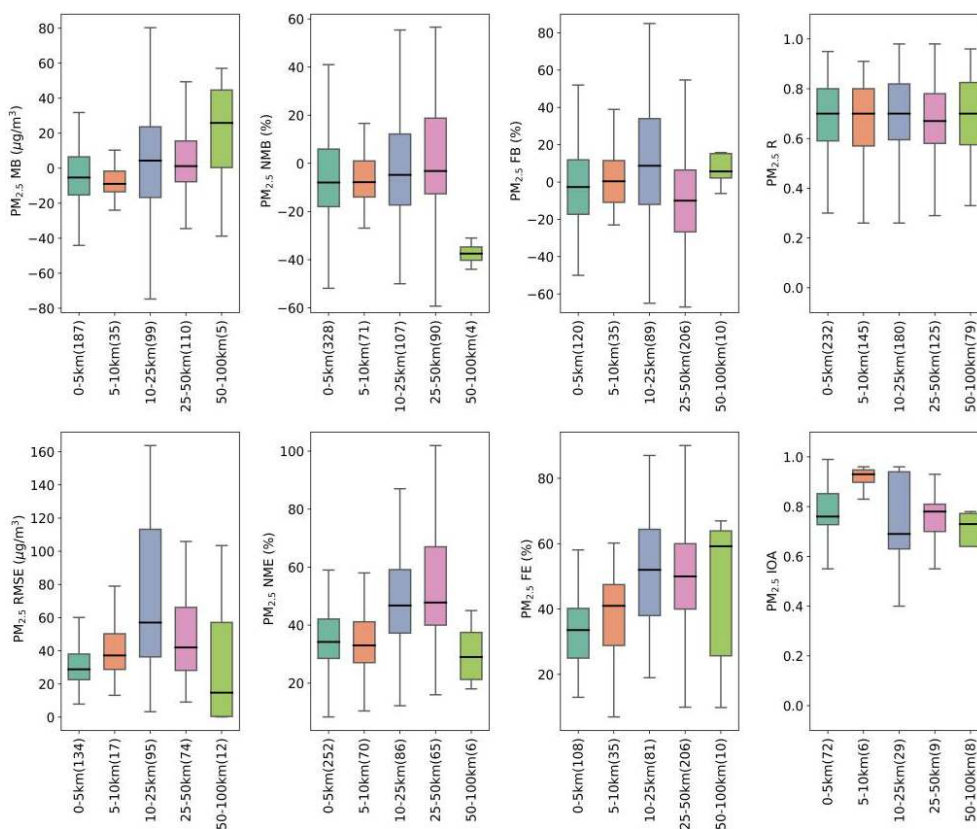 PM2.5 MB (μg/m³)
80
60
40
20
0
−20
−40
−60
−80
0-5km(187)
5-10km(35)
10-25km(99)
25-50km(110)
50-100km(5)
PM2.5 NMB (%)
60
40
20
0
−20
−40
−60
0-5km(328)
5-10km(71)
10-25km(107)
25-50km(90)
50-100km(4)
PM2.5 FB (%)
80
60
40
20
0
−20
−40
−60
0-5km(120)
5-10km(35)
10-25km(89)
25-50km(206)
50-100km(10)
PM2.5 R
1.0
0.8
0.6
0.4
0.2
0.0
0-5km(232)
5-10km(145)
10-25km(180)
25-50km(125)
50-100km(79)
PM2.5 RMSE (μg/m³)
160
140
120
100
80
60
40
20
0
0-5km(134)
5-10km(17)
10-25km(95)
25-50km(74)
50-100km(12)
PM2.5 NME (%)
100
80
60
40
20
0-5km(252)
5-10km(70)
10-25km(86)
25-50km(65)
50-100km(6)
PM2.5 FE (%)
80
60
40
20
0-5km(108)
5-10km(35)
10-25km(81)
25-50km(206)
50-100km(10)
PM2.5 IOA
1.0
0.8
0.6
0.4
0.2
0.0
0-5km(72)
5-10km(6)
10-25km(29)
25-50km(9)
50-100km(8)